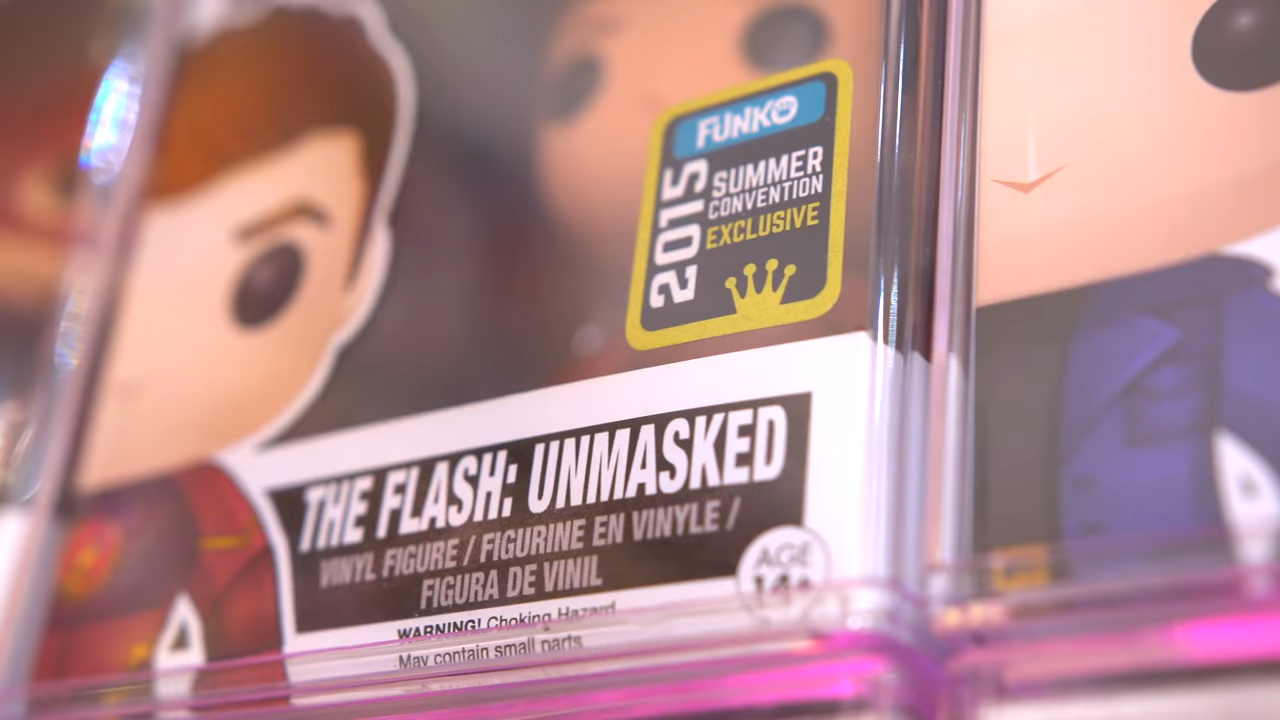 FUNKO
2015
SUMMER
CONVENTION
EXCLUSIVE
THE FLASH: UNMASKED
VINYL FIGURE / FIGURINE EN VINYLE /
FIGURA DE VINIL
AGE
14+
WARNING! Choking Hazard
May contain small parts